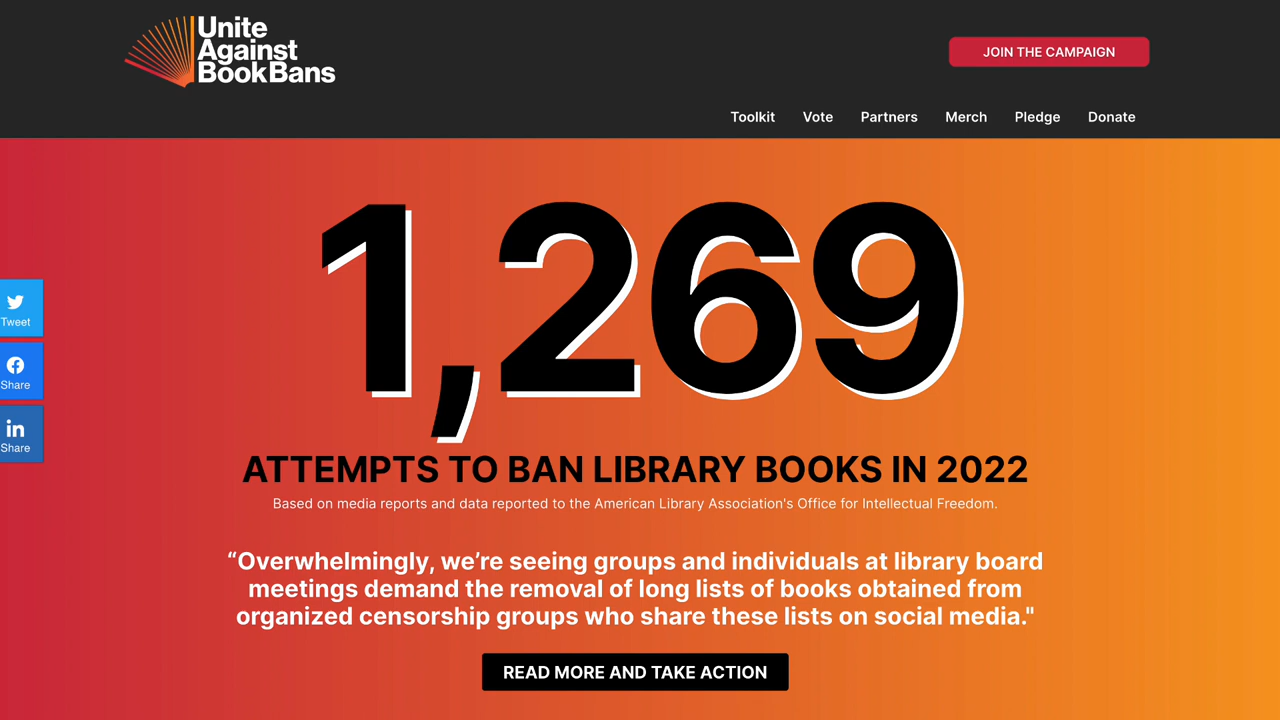 Unite
Against
Book Bans
JOIN THE CAMPAIGN
Toolkit Vote Partners Merch Pledge Donate
1,269
Tweet
Share
Share
ATTEMPTS TO BAN LIBRARY BOOKS IN 2022
Based on media reports and data reported to the American Library Association's Office for Intellectual Freedom.
“Overwhelmingly, we’re seeing groups and individuals at library board
meetings demand the removal of long lists of books obtained from
organized censorship groups who share these lists on social media."
READ MORE AND TAKE ACTION